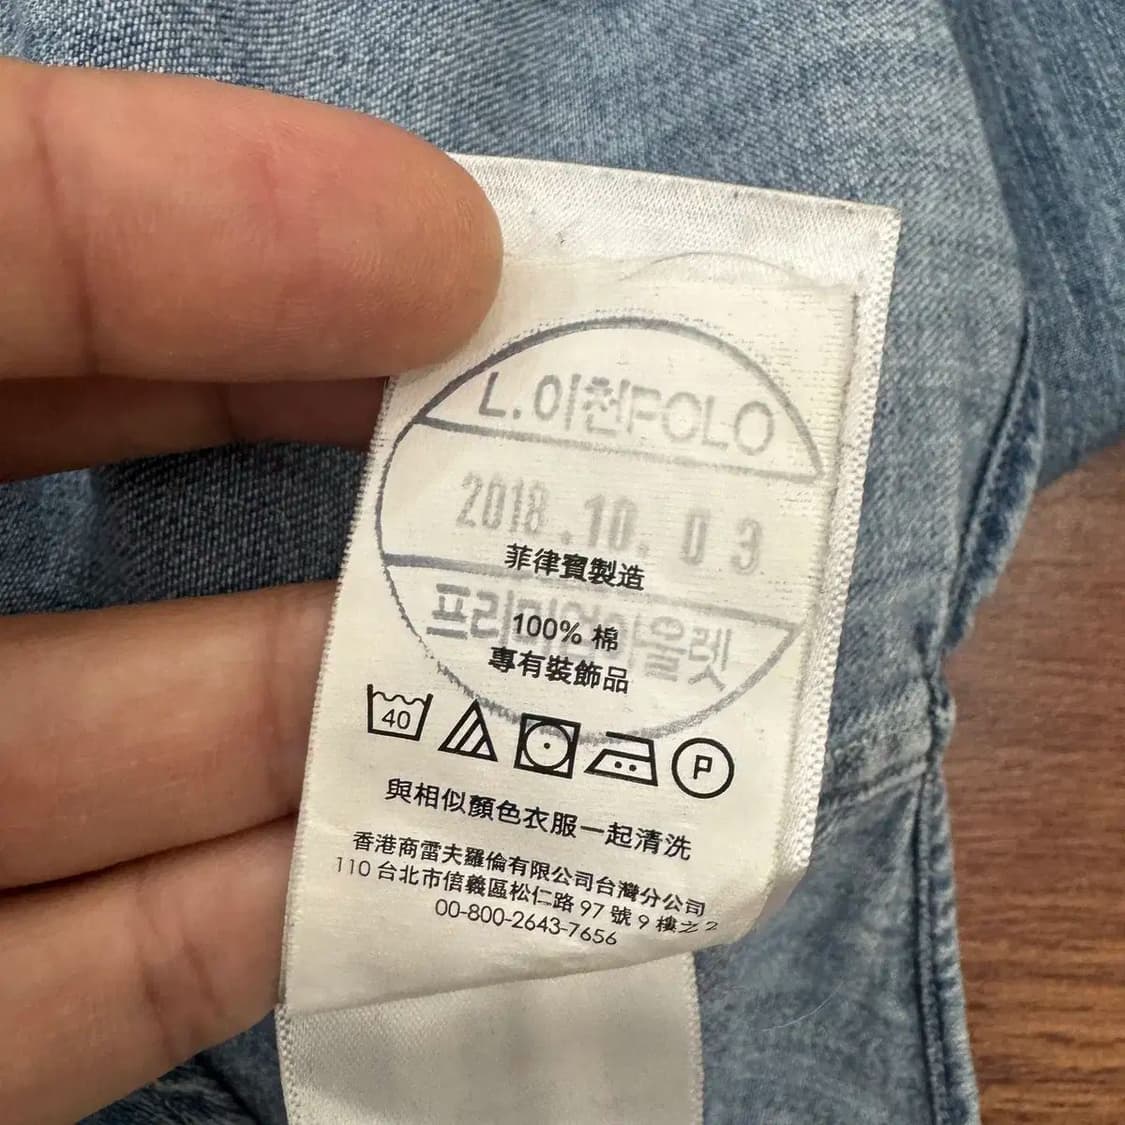 L.이천POLO
2018.10.03
菲律賓製造
프리미엄아울렛
100% 棉
專有裝飾品
40
P
與相似顏色衣服一起清洗
香港商雷夫羅倫有限公司台灣分公司
110 台北市信義區松仁路 97 號 9 樓之 2
00-800-2643-7656